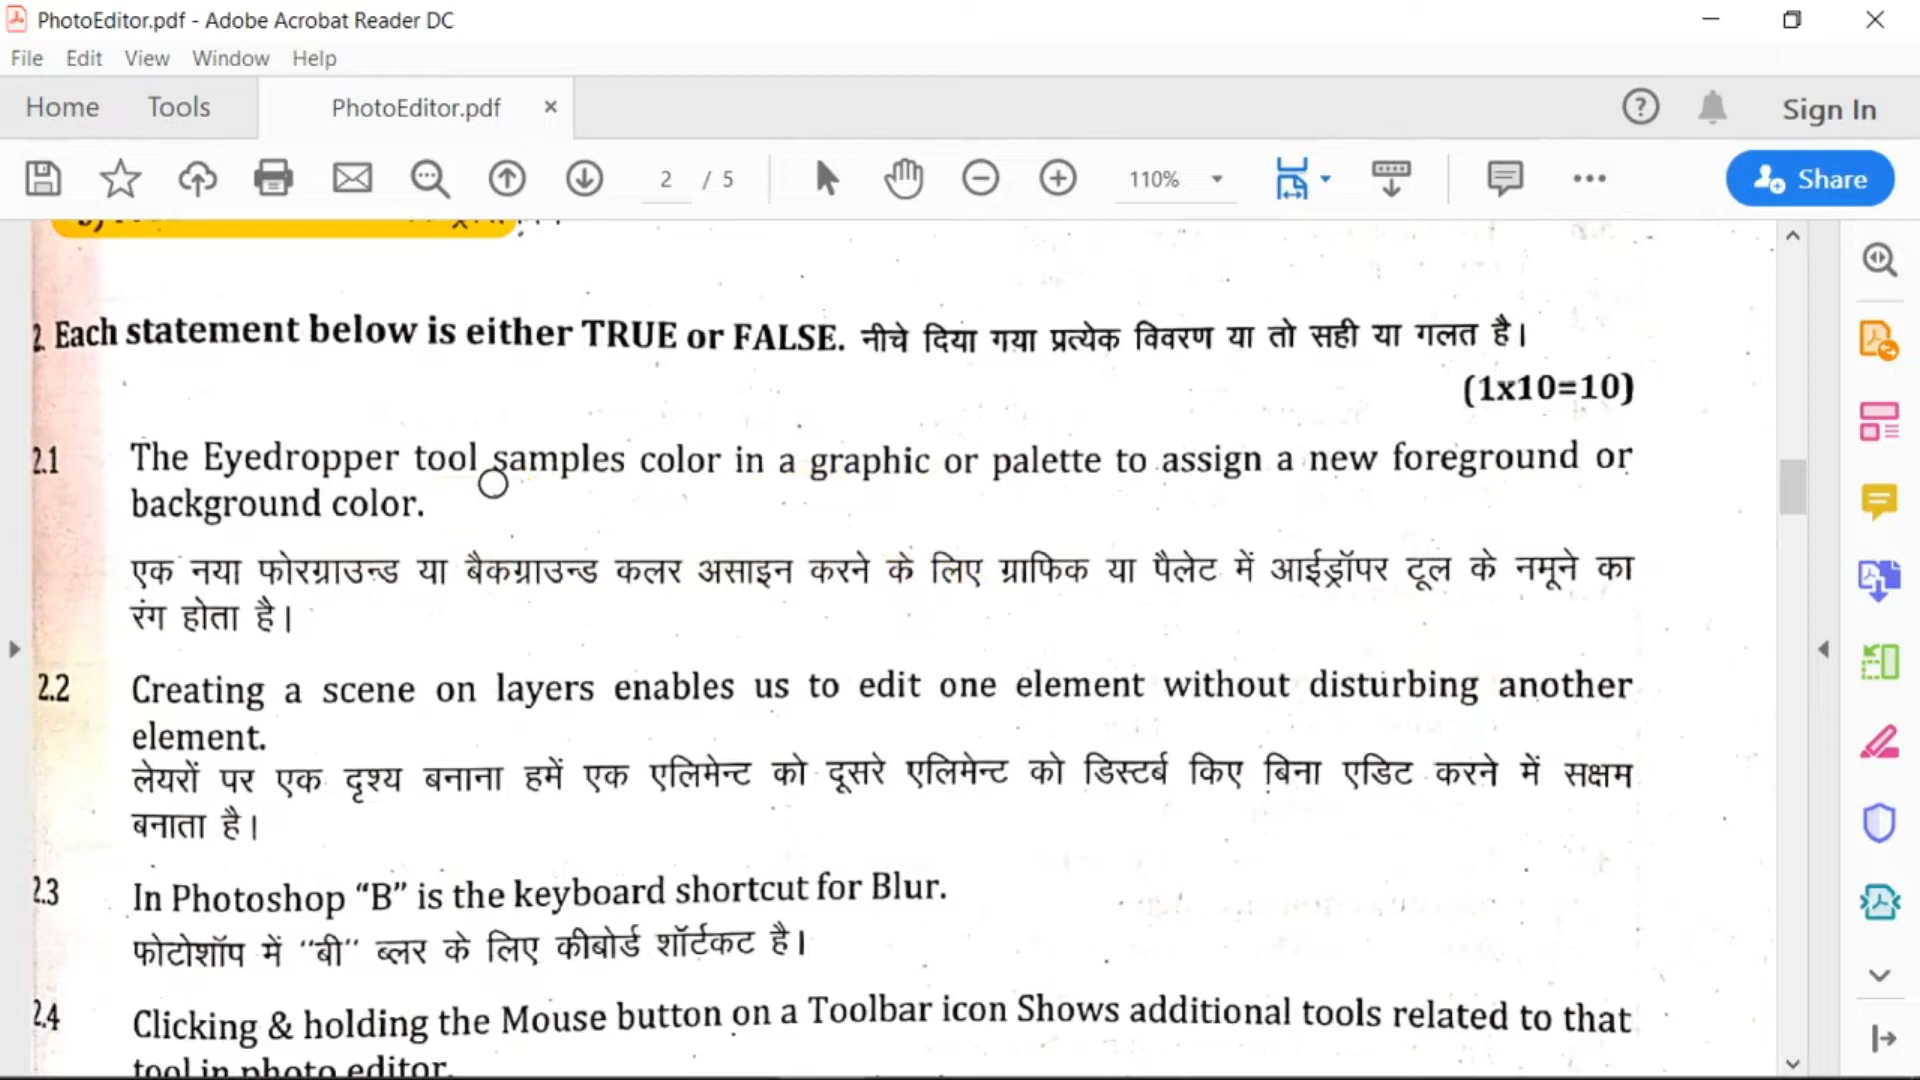 PhotoEditor.pdf - Adobe Acrobat Reader DC
File Edit View Window Help
Home Tools PhotoEditor.pdf × Sign In
2 / 5 110% Share
2. Each statement below is either TRUE or FALSE. नीचे दिया गया प्रत्येक विवरण या तो सही या गलत है।
(1x10=10)
2.1 The Eyedropper tool samples color in a graphic or palette to assign a new foreground or
background color.
एक नया फोरग्राउन्ड या बैकग्राउन्ड कलर असाइन करने के लिए ग्राफिक या पैलेट में आईड्रॉपर टूल के नमूने का
रंग होता है।
2.2 Creating a scene on layers enables us to edit one element without disturbing another
element.
लेयरों पर एक दृश्य बनाना हमें एक एलिमेन्ट को दूसरे एलिमेन्ट को डिस्टर्ब किए बिना एडिट करने में सक्षम
बनाता है।
2.3 In Photoshop “B” is the keyboard shortcut for Blur.
फोटोशॉप में ‘‘बी’’ ब्लर के लिए कीबोर्ड शॉर्टकट है।
2.4 Clicking & holding the Mouse button on a Toolbar icon Shows additional tools related to that
tool in photo editor.